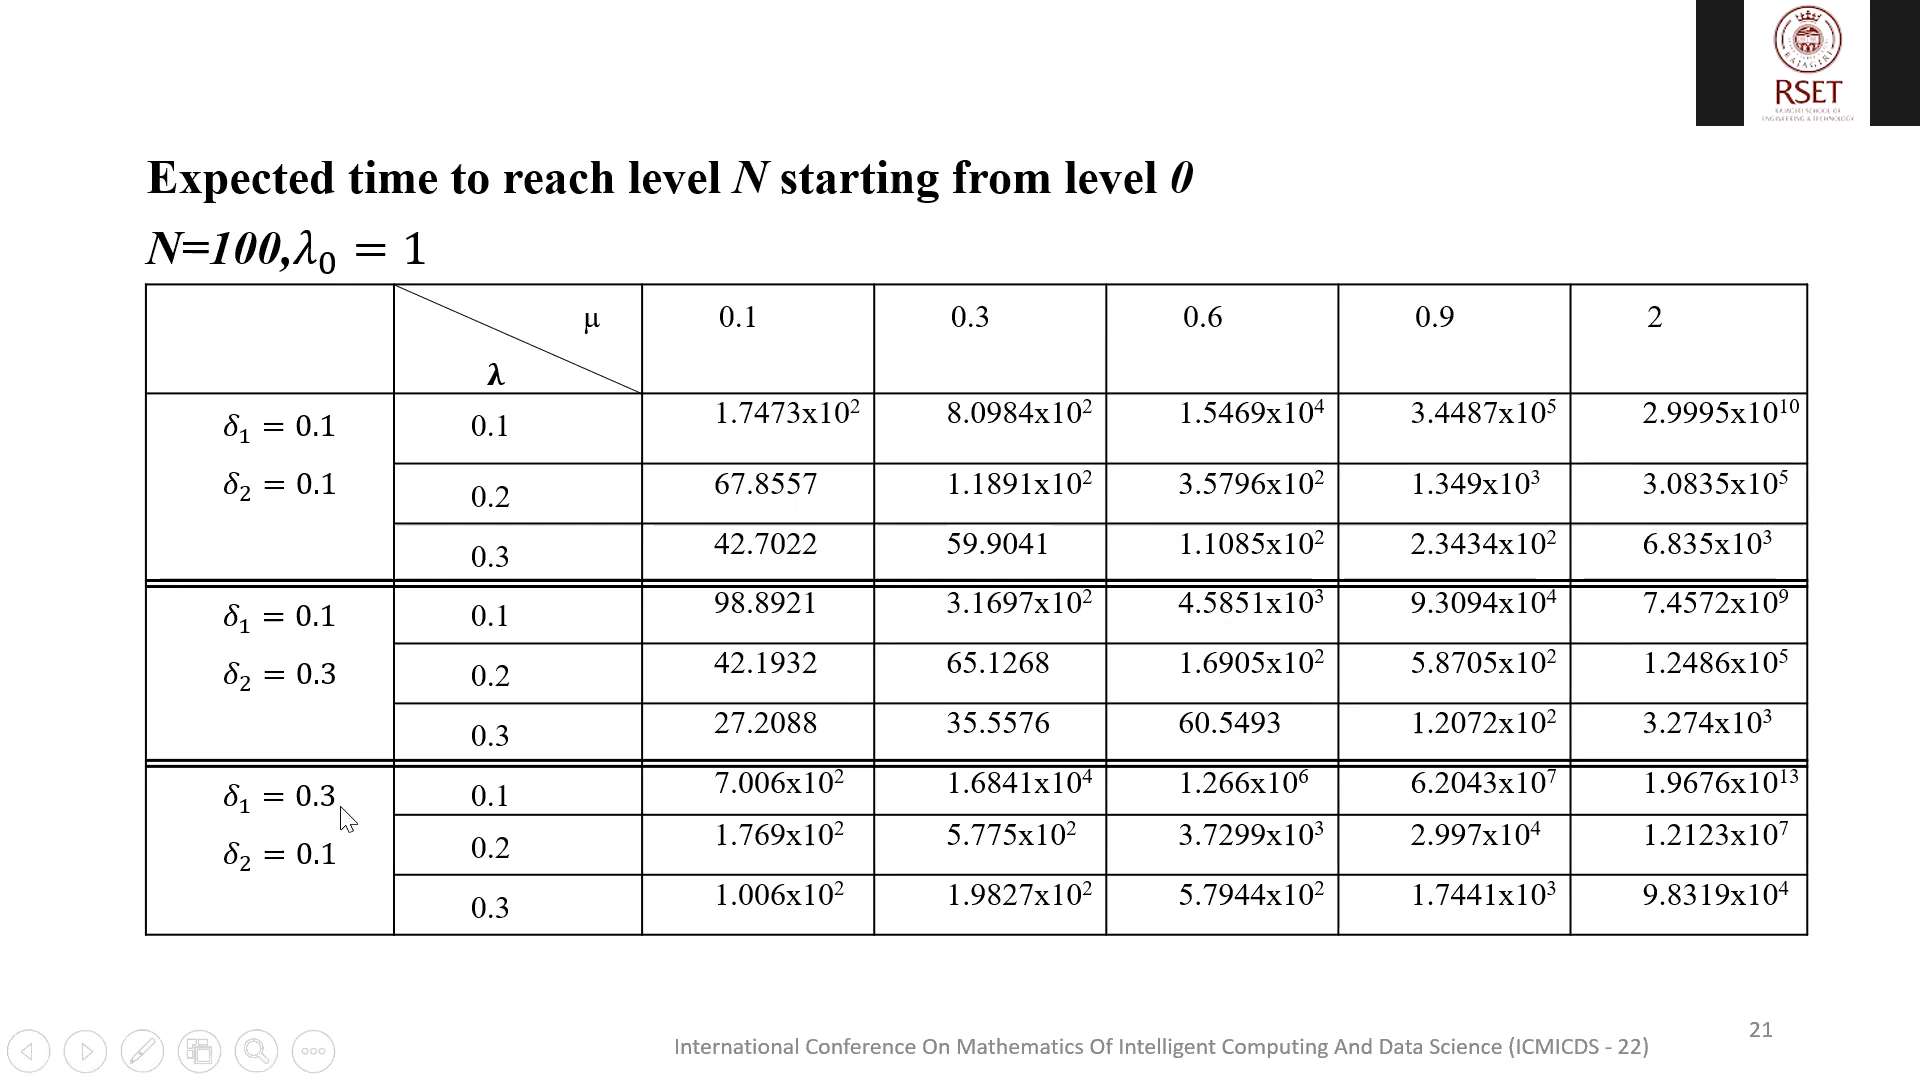 RAJAGIRI
RSET
RAJAGIRI SCHOOL OF
ENGINEERING & TECHNOLOGY
Expected time to reach level N starting from level 0
N=100,λ₀ = 1
μ 0.1 0.3 0.6 0.9 2
λ
δ₁ = 0.1 0.1 1.7473x10² 8.0984x10² 1.5469x10⁴ 3.4487x10⁵ 2.9995x10¹⁰
δ₂ = 0.1 0.2 67.8557 1.1891x10² 3.5796x10² 1.349x10³ 3.0835x10⁵
0.3 42.7022 59.9041 1.1085x10² 2.3434x10² 6.835x10³
δ₁ = 0.1 0.1 98.8921 3.1697x10² 4.5851x10³ 9.3094x10⁴ 7.4572x10⁹
δ₂ = 0.3 0.2 42.1932 65.1268 1.6905x10² 5.8705x10² 1.2486x10⁵
0.3 27.2088 35.5576 60.5493 1.2072x10² 3.274x10³
δ₁ = 0.3 0.1 7.006x10² 1.6841x10⁴ 1.266x10⁶ 6.2043x10⁷ 1.9676x10¹³
δ₂ = 0.1 0.2 1.769x10² 5.775x10² 3.7299x10³ 2.997x10⁴ 1.2123x10⁷
0.3 1.006x10² 1.9827x10² 5.7944x10² 1.7441x10³ 9.8319x10⁴
21
International Conference On Mathematics Of Intelligent Computing And Data Science (ICMICDS - 22)